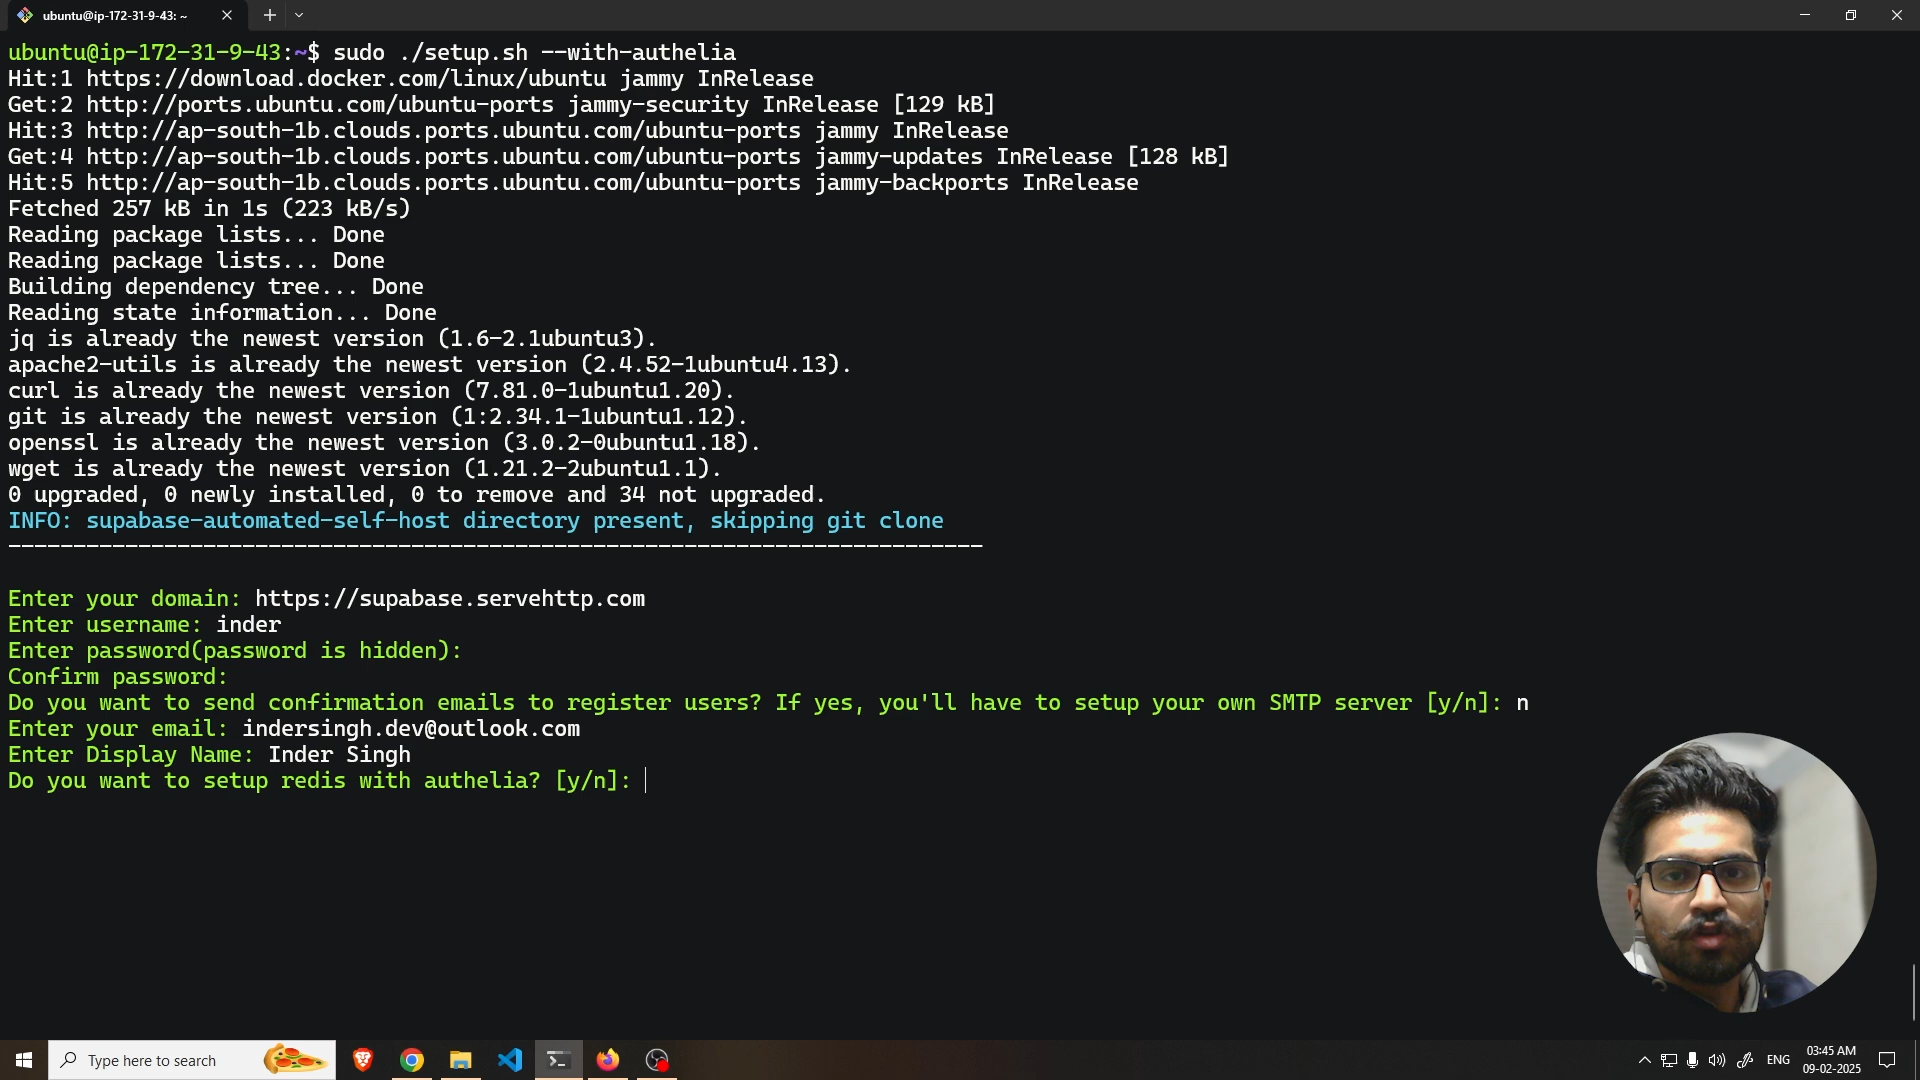 ubuntu@ip-172-31-9-43: ~
ubuntu@ip-172-31-9-43:~$ sudo ./setup.sh --with-authelia
Hit:1 https://download.docker.com/linux/ubuntu jammy InRelease
Get:2 http://ports.ubuntu.com/ubuntu-ports jammy-security InRelease [129 kB]
Hit:3 http://ap-south-1b.clouds.ports.ubuntu.com/ubuntu-ports jammy InRelease
Get:4 http://ap-south-1b.clouds.ports.ubuntu.com/ubuntu-ports jammy-updates InRelease [128 kB]
Hit:5 http://ap-south-1b.clouds.ports.ubuntu.com/ubuntu-ports jammy-backports InRelease
Fetched 257 kB in 1s (223 kB/s)
Reading package lists... Done
Reading package lists... Done
Building dependency tree... Done
Reading state information... Done
jq is already the newest version (1.6-2.1ubuntu3).
apache2-utils is already the newest version (2.4.52-1ubuntu4.13).
curl is already the newest version (7.81.0-1ubuntu1.20).
git is already the newest version (1:2.34.1-1ubuntu1.12).
openssl is already the newest version (3.0.2-0ubuntu1.18).
wget is already the newest version (1.21.2-2ubuntu1.1).
0 upgraded, 0 newly installed, 0 to remove and 34 not upgraded.
INFO: supabase-automated-self-host directory present, skipping git clone
---------------------------------------------------------------------------
Enter your domain: https://supabase.servehttp.com
Enter username: inder
Enter password(password is hidden):
Confirm password:
Do you want to send confirmation emails to register users? If yes, you'll have to setup your own SMTP server [y/n]: n
Enter your email: indersingh.dev@outlook.com
Enter Display Name: Inder Singh
Do you want to setup redis with authelia? [y/n]:
Type here to search
ENG
03:45 AM
09-02-2025